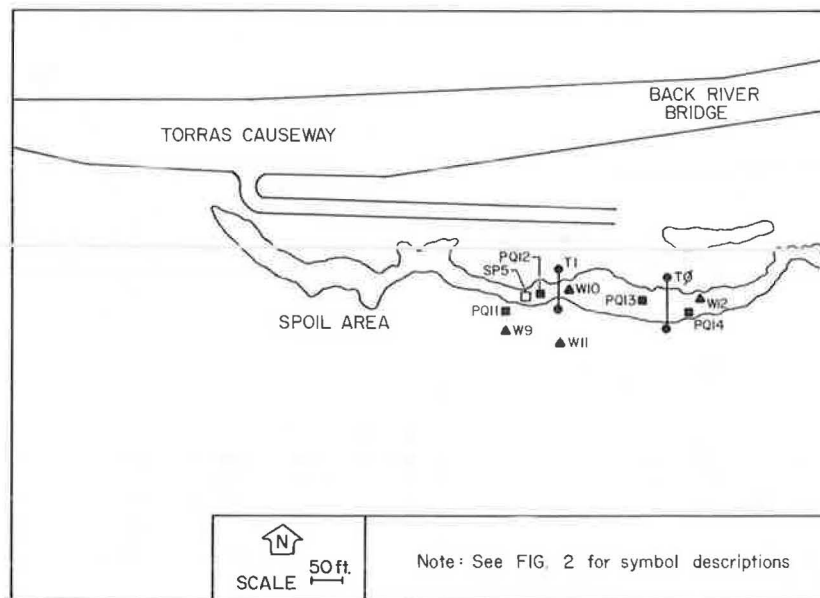 BACK RIVER
BRIDGE
TORRAS CAUSEWAY
PQ12
T1
SP5
W10
TØ
PQ13
W12
PQ11
PQ14
SPOIL AREA
W9
W11
N
50 ft.
SCALE
Note: See FIG. 2 for symbol descriptions